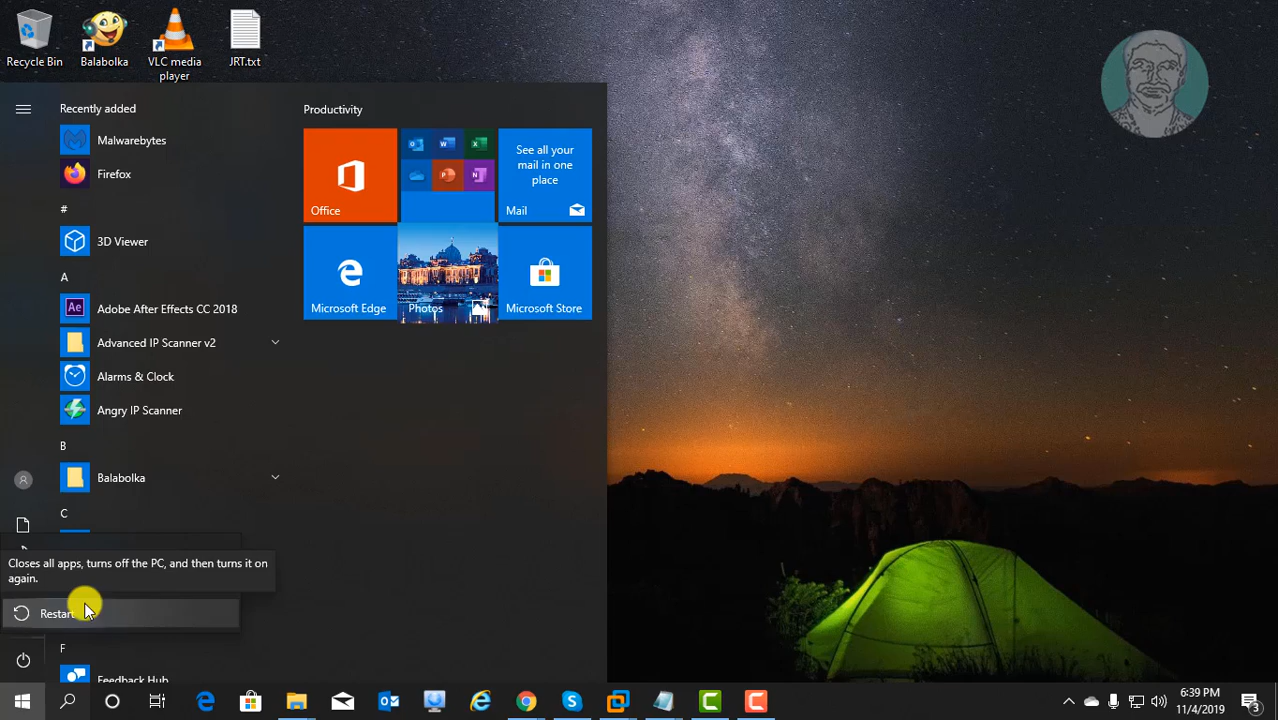 Recycle Bin
Balabolka
VLC media
player
JRT.txt
Recently added
Malwarebytes
Firefox
#
3D Viewer
A
Ae
Adobe After Effects CC 2018
Advanced IP Scanner v2
Alarms & Clock
Angry IP Scanner
B
Balabolka
C
Closes all apps, turns off the PC, and then turns it on
again.
Restart
F
Feedback Hub
Productivity
Office
See all your
mail in one
place
Mail
Microsoft Edge
Photos
Microsoft Store
11/4/2019
3